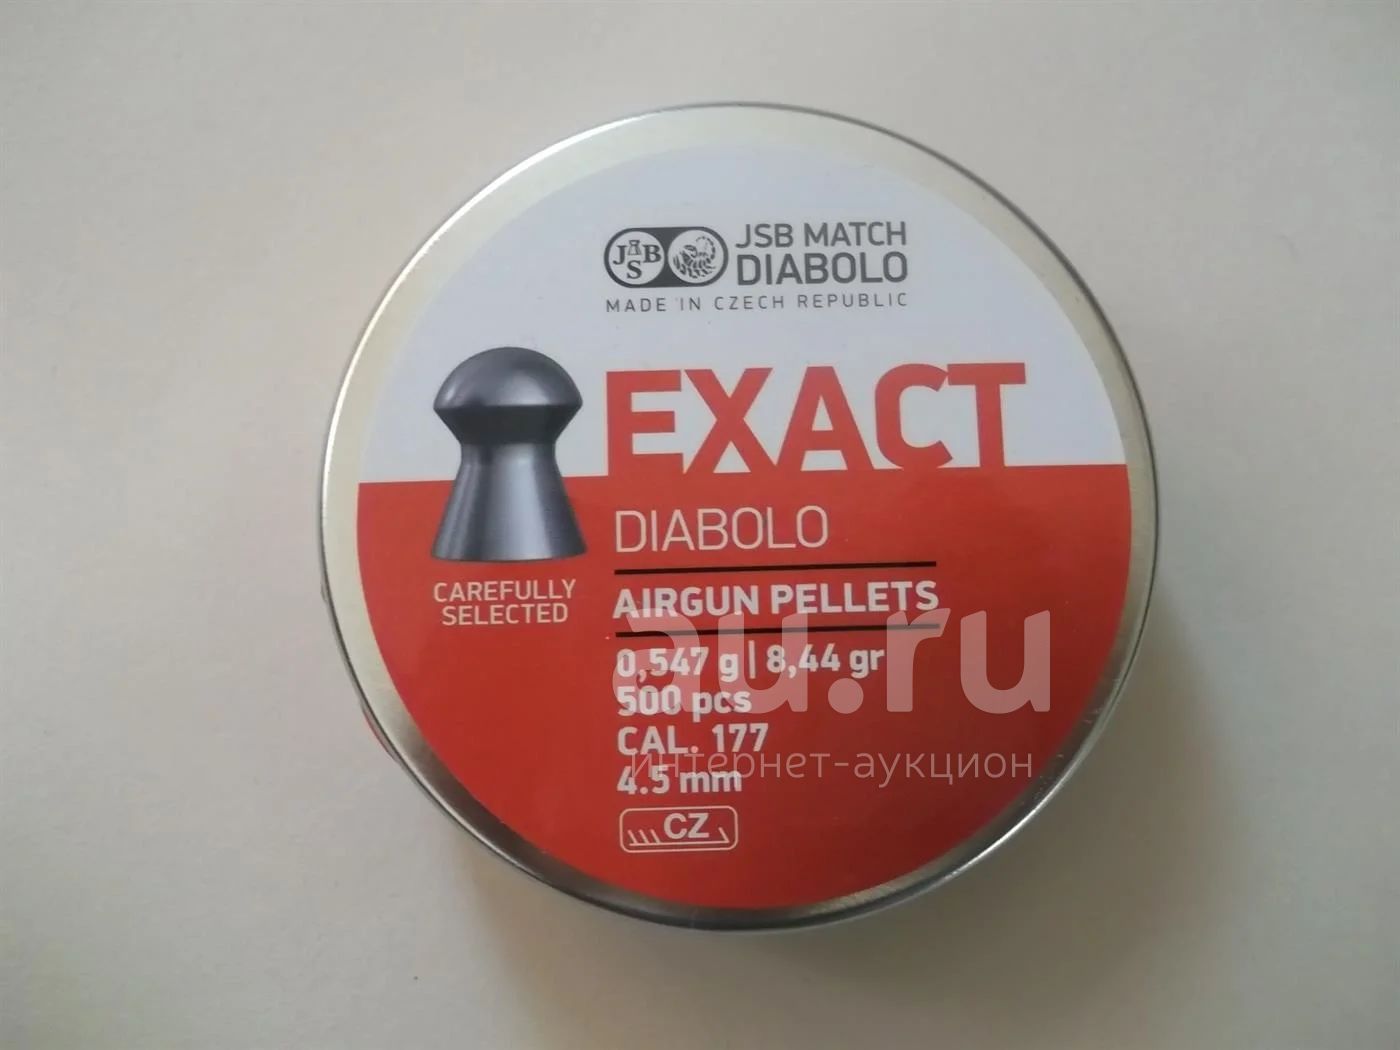 JSB
JSB MATCH
DIABOLO
MADE IN CZECH REPUBLIC
EXACT
DIABOLO
CAREFULLY
SELECTED
AIRGUN PELLETS
au.ru
0,547 g | 8,44 gr
500 pcs
CAL. 177
интернет-аукцион
4.5 mm
CZ